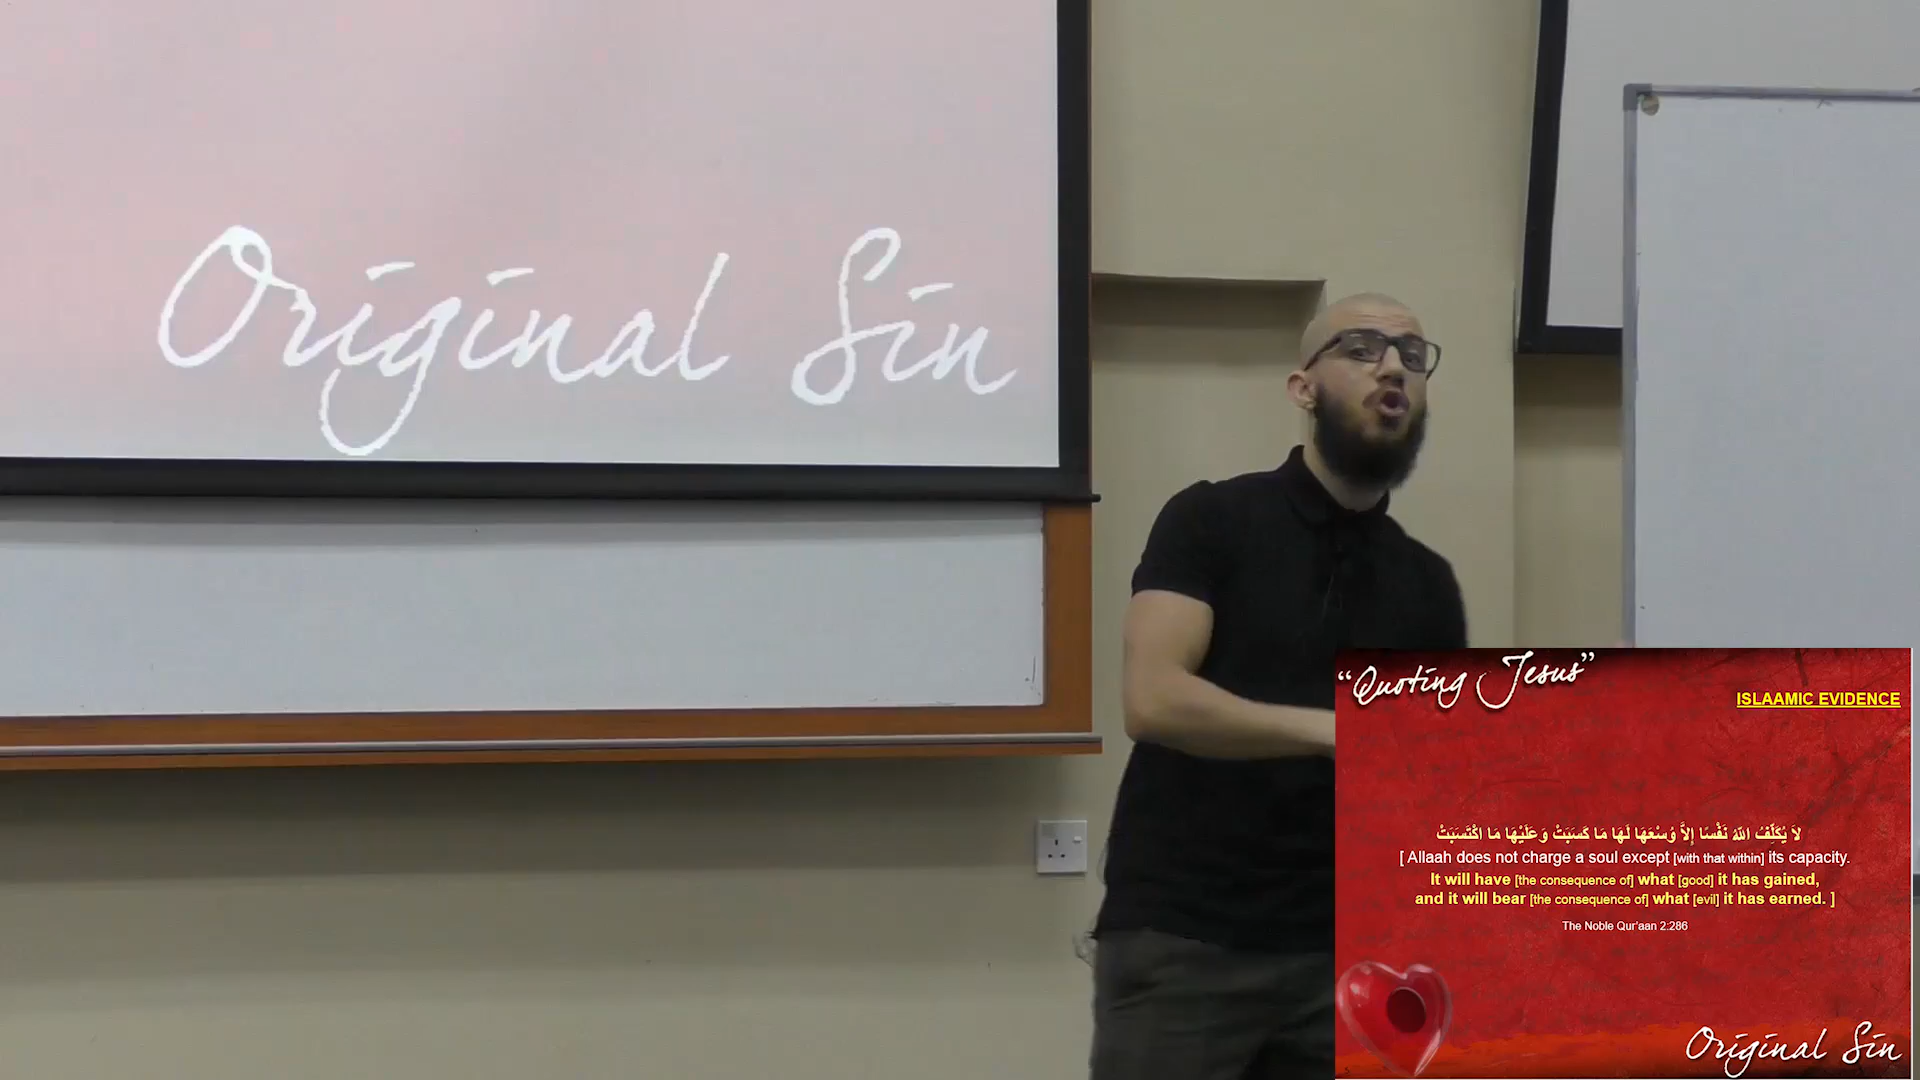 Original Sin
“Quoting Jesus”
ISLAAMIC EVIDENCE
لاَ يُكَلِّفُ اللّهُ نَفْسًا إِلاَّ وُسْعَهَا لَهَا مَا كَسَبَتْ وَعَلَيْهَا مَا اكْتَسَبَتْ
[ Allaah does not charge a soul except [with that within] its capacity.
It will have [the consequence of] what [good] it has gained,
and it will bear [the consequence of] what [evil] it has earned. ]
The Noble Qur'aan 2:286
Original Sin